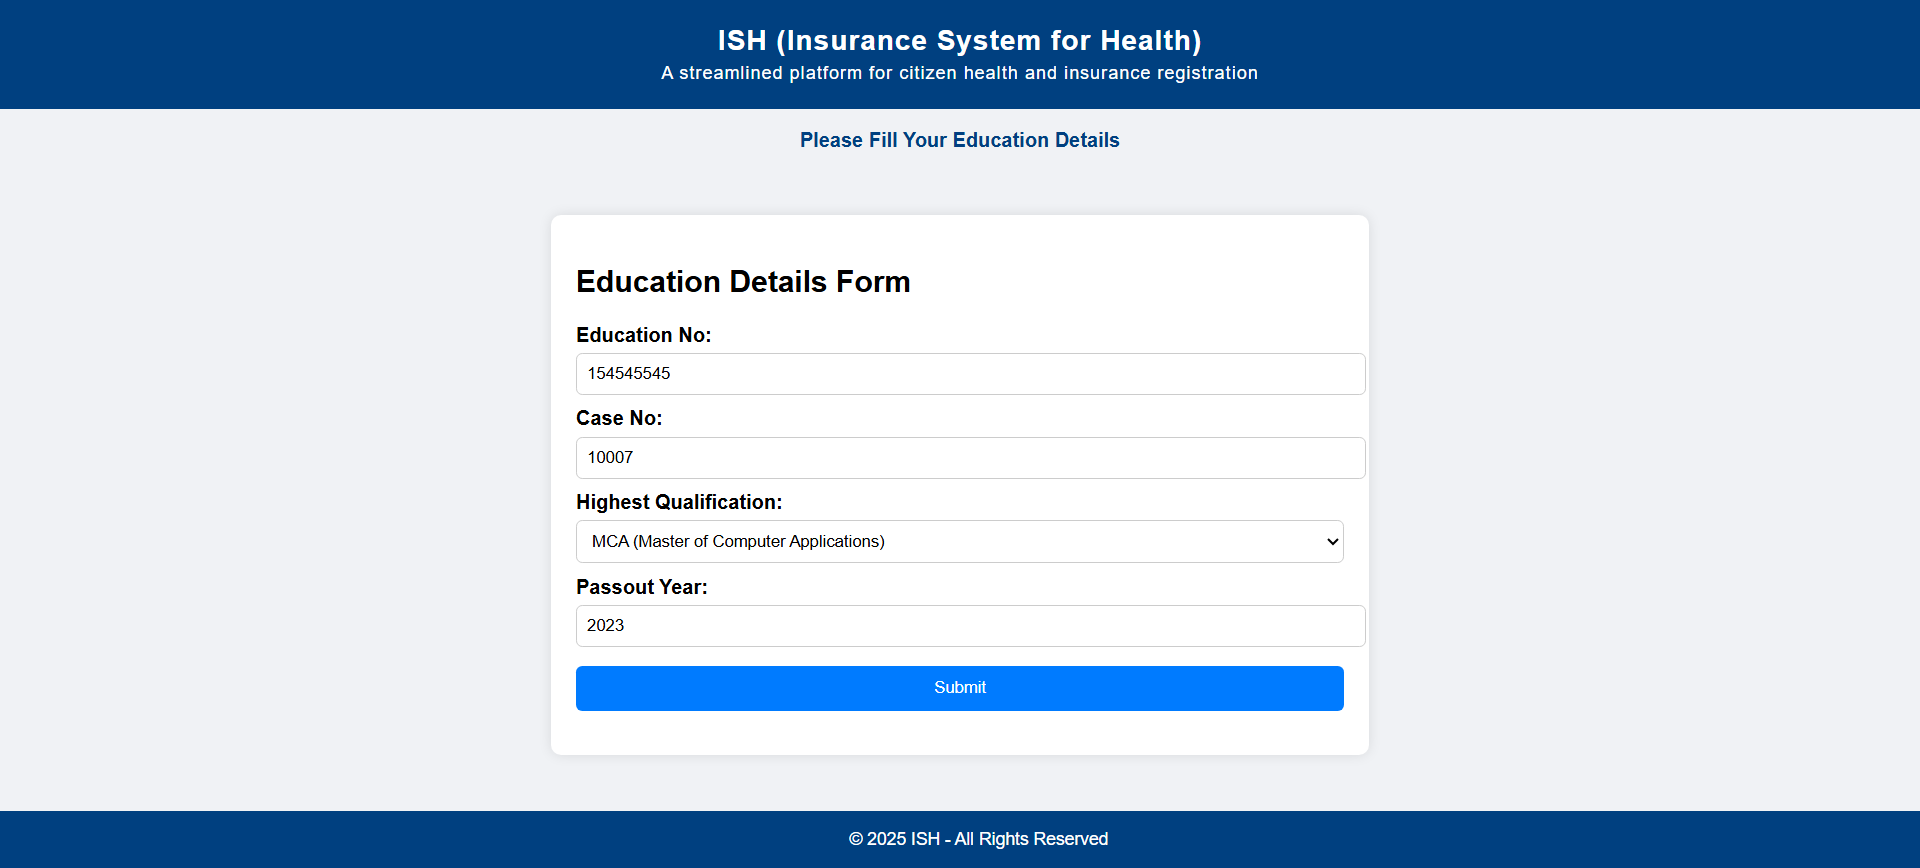 ISH (Insurance System for Health)
A streamlined platform for citizen health and insurance registration
Please Fill Your Education Details
Education Details Form
Education No:
154545545
Case No:
10007
Highest Qualification:
MCA (Master of Computer Applications)
Passout Year:
2023
Submit
© 2025 ISH - All Rights Reserved